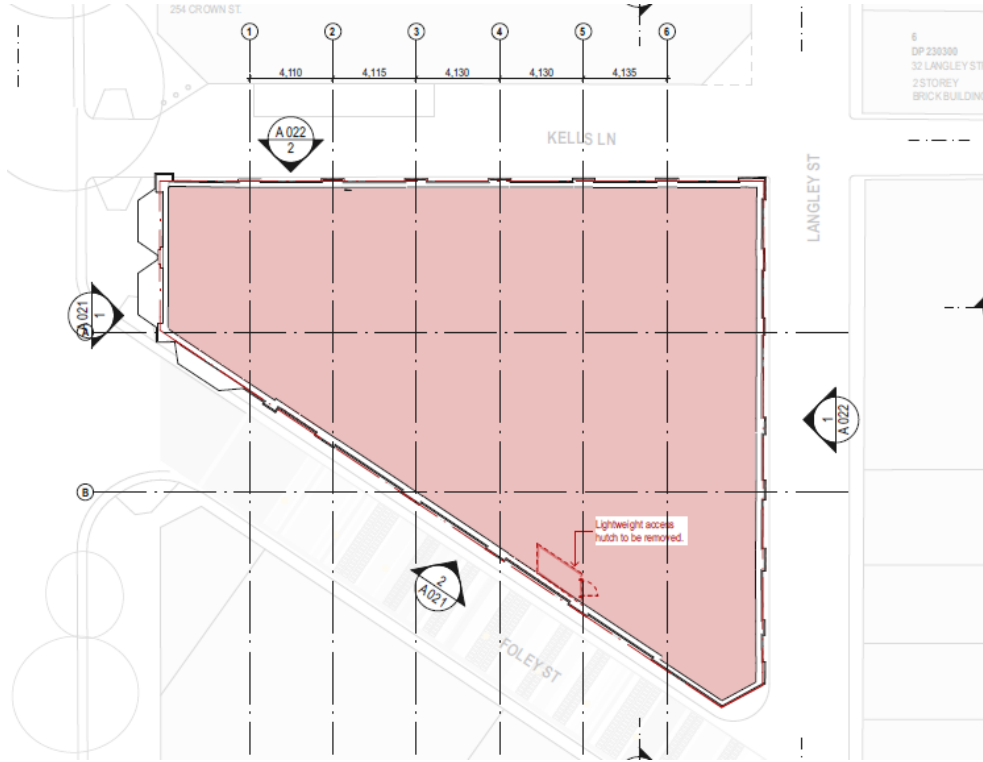 254 CROWN ST.
1
2
3
4
5
6
4,110
4,115
4,130
4,130
4,135
6
DP 230300
32 LANGLEY ST
2 STOREY
BRICK BUILDING
A 022
2
KELLS LN
LANGLEY ST
A 021
1
A
1
A 022
B
Lightweight access
hutch to be removed.
2
A021
FOLEY ST